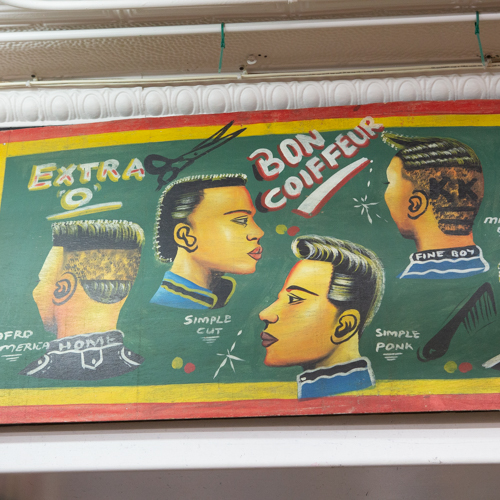 EXTRA
"O"
BON
COIFFEUR
KK
FINE BOY
HOME
SIMPLE
CUT
SIMPLE
PONK